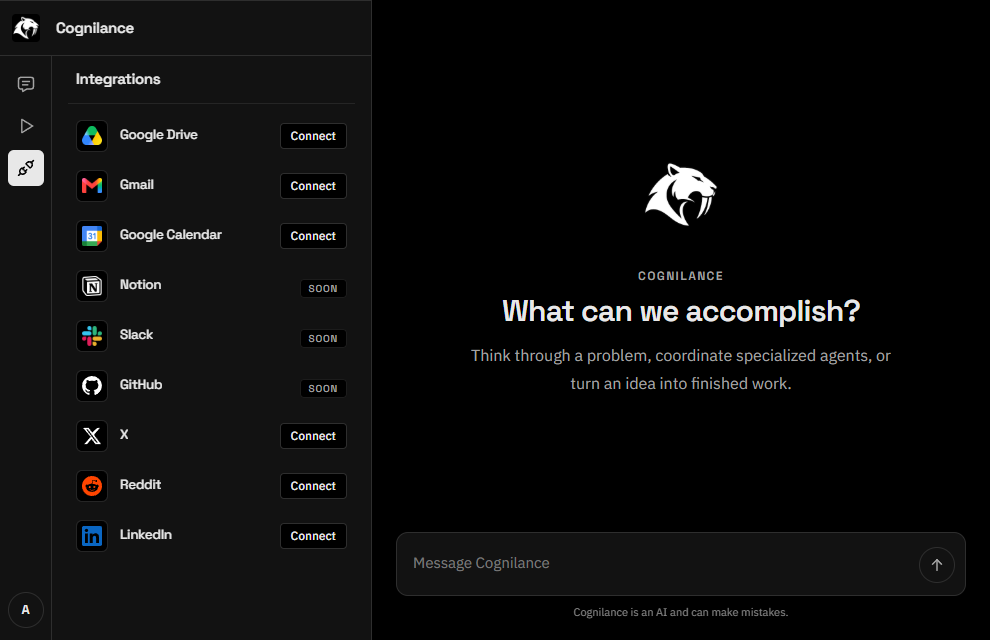 Cognilance
Integrations
Google Drive
Connect
Gmail
Connect
31
Google Calendar
Connect
Notion
SOON
Slack
SOON
GitHub
SOON
X
Connect
Reddit
Connect
in
LinkedIn
Connect
A
COGNILANCE
What can we accomplish?
Think through a problem, coordinate specialized agents, or
turn an idea into finished work.
Message Cognilance
Cognilance is an AI and can make mistakes.